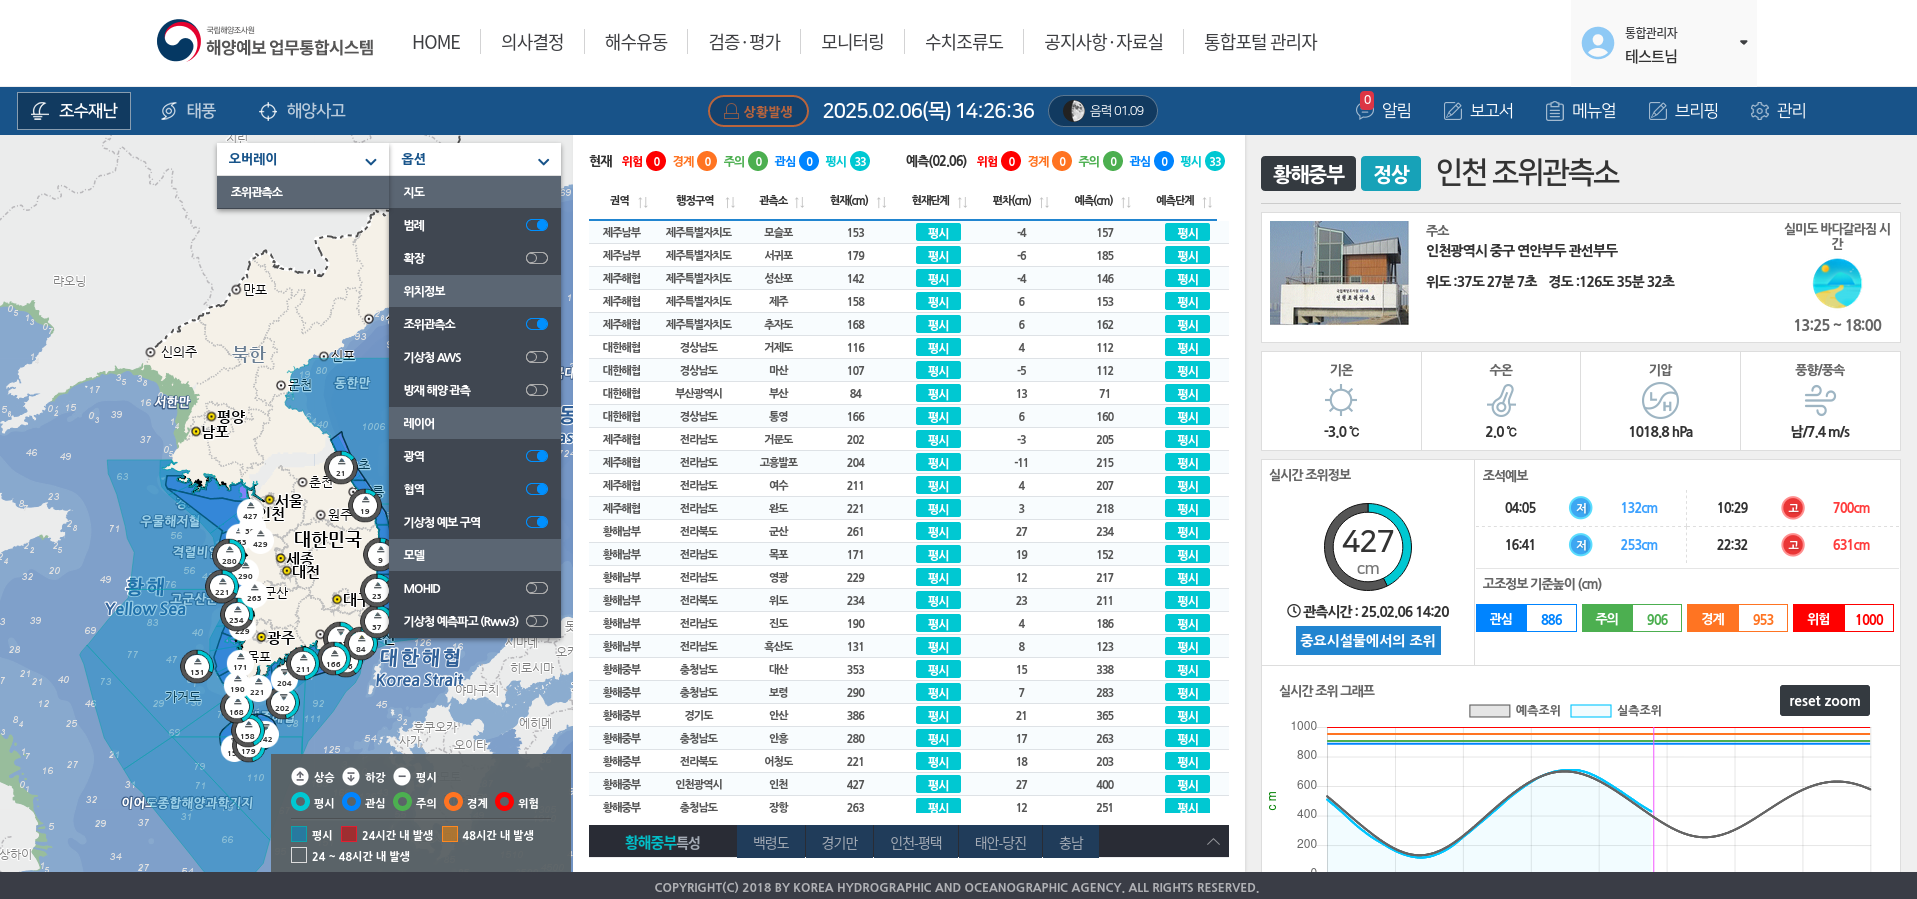 국립해양조사원
해양예보 업무통합시스템
HOME
의사결정
해수유동
검증·평가
모니터링
수치조류도
공지사항·자료실
통합포털 관리자
통합관리자
테스트님
조수재난
태풍
해양사고
상황발생
2025.02.06(목) 14:26:36
음력 01.09
0
알림
보고서
메뉴얼
브리핑
관리
오버레이
조위관측소
옵션
지도
범례
확장
위치정보
조위관측소
기상청 AWS
방재 해양 관측
레이어
광역
협역
기상청 예보 구역
모델
MOHID
기상청 예측파고 (Rww3)
랴오닝
만포
신의주
북한
신포
문천
동한만
서한만
평양
남포
춘천
서울
인천
원주
대한민국
세종
대전
군산
광주
목포
황해
Yellow Sea
대한해협
Korea Strait
가거도
이어도종합해양과학기지
상하이
야마구치
히로시마
후쿠오카
사가
오이타
에히메
상승 하강 평시
평시 관심 주의 경계 위험
평시 24시간 내 발생 48시간 내 발생
24 ~ 48시간 내 발생
현재 위험 0 경계 0 주의 0 관심 0 평시 33
예측(02.06) 위험 0 경계 0 주의 0 관심 0 평시 33
권역 행정구역 관측소 현재(cm) 현재단계 편차(cm) 예측(cm) 예측단계
제주남부 제주특별자치도 모슬포 153 평시 -4 157 평시
제주남부 제주특별자치도 서귀포 179 평시 -6 185 평시
제주해협 제주특별자치도 성산포 142 평시 -4 146 평시
제주해협 제주특별자치도 제주 158 평시 6 153 평시
제주해협 제주특별자치도 추자도 168 평시 6 162 평시
대한해협 경상남도 거제도 116 평시 4 112 평시
대한해협 경상남도 마산 107 평시 -5 112 평시
대한해협 부산광역시 부산 84 평시 13 71 평시
대한해협 경상남도 통영 166 평시 6 160 평시
제주해협 전라남도 거문도 202 평시 -3 205 평시
제주해협 전라남도 고흥발포 204 평시 -11 215 평시
제주해협 전라남도 여수 211 평시 4 207 평시
제주해협 전라남도 완도 221 평시 3 218 평시
황해남부 전라북도 군산 261 평시 27 234 평시
황해남부 전라남도 목포 171 평시 19 152 평시
황해남부 전라남도 영광 229 평시 12 217 평시
황해남부 전라북도 위도 234 평시 23 211 평시
황해남부 전라남도 진도 190 평시 4 186 평시
황해남부 전라남도 흑산도 131 평시 8 123 평시
황해중부 충청남도 대산 353 평시 15 338 평시
황해중부 충청남도 보령 290 평시 7 283 평시
황해중부 경기도 안산 386 평시 21 365 평시
황해중부 충청남도 안흥 280 평시 17 263 평시
황해중부 전라북도 어청도 221 평시 18 203 평시
황해중부 인천광역시 인천 427 평시 27 400 평시
황해중부 충청남도 장항 263 평시 12 251 평시
황해중부특성 백령도 경기만 인천-평택 태안-당진 충남
황해중부 정상 인천 조위관측소
주소
인천광역시 중구 연안부두 관선부두
위도 :37도 27분 7초 경도 :126도 35분 32초
실미도 바다갈라짐 시
간
13:25 ~ 18:00
기온 수온 기압 풍향/풍속
-3.0 ℃ 2.0 ℃ 1018.8 hPa 남/7.4 m/s
실시간 조위정보
427
cm
관측시간 : 25.02.06 14:20
중요시설물에서의 조위
조석예보
04:05 저 132cm 10:29 고 700cm
16:41 저 253cm 22:32 고 631cm
고조정보 기준높이 (cm)
관심 886 주의 906 경계 953 위험 1000
실시간 조위 그래프
reset zoom
예측조위 실측조위
1000
800
600
400
200
0
cm
COPYRIGHT(C) 2018 BY KOREA HYDROGRAPHIC AND OCEANOGRAPHIC AGENCY. ALL RIGHTS RESERVED.